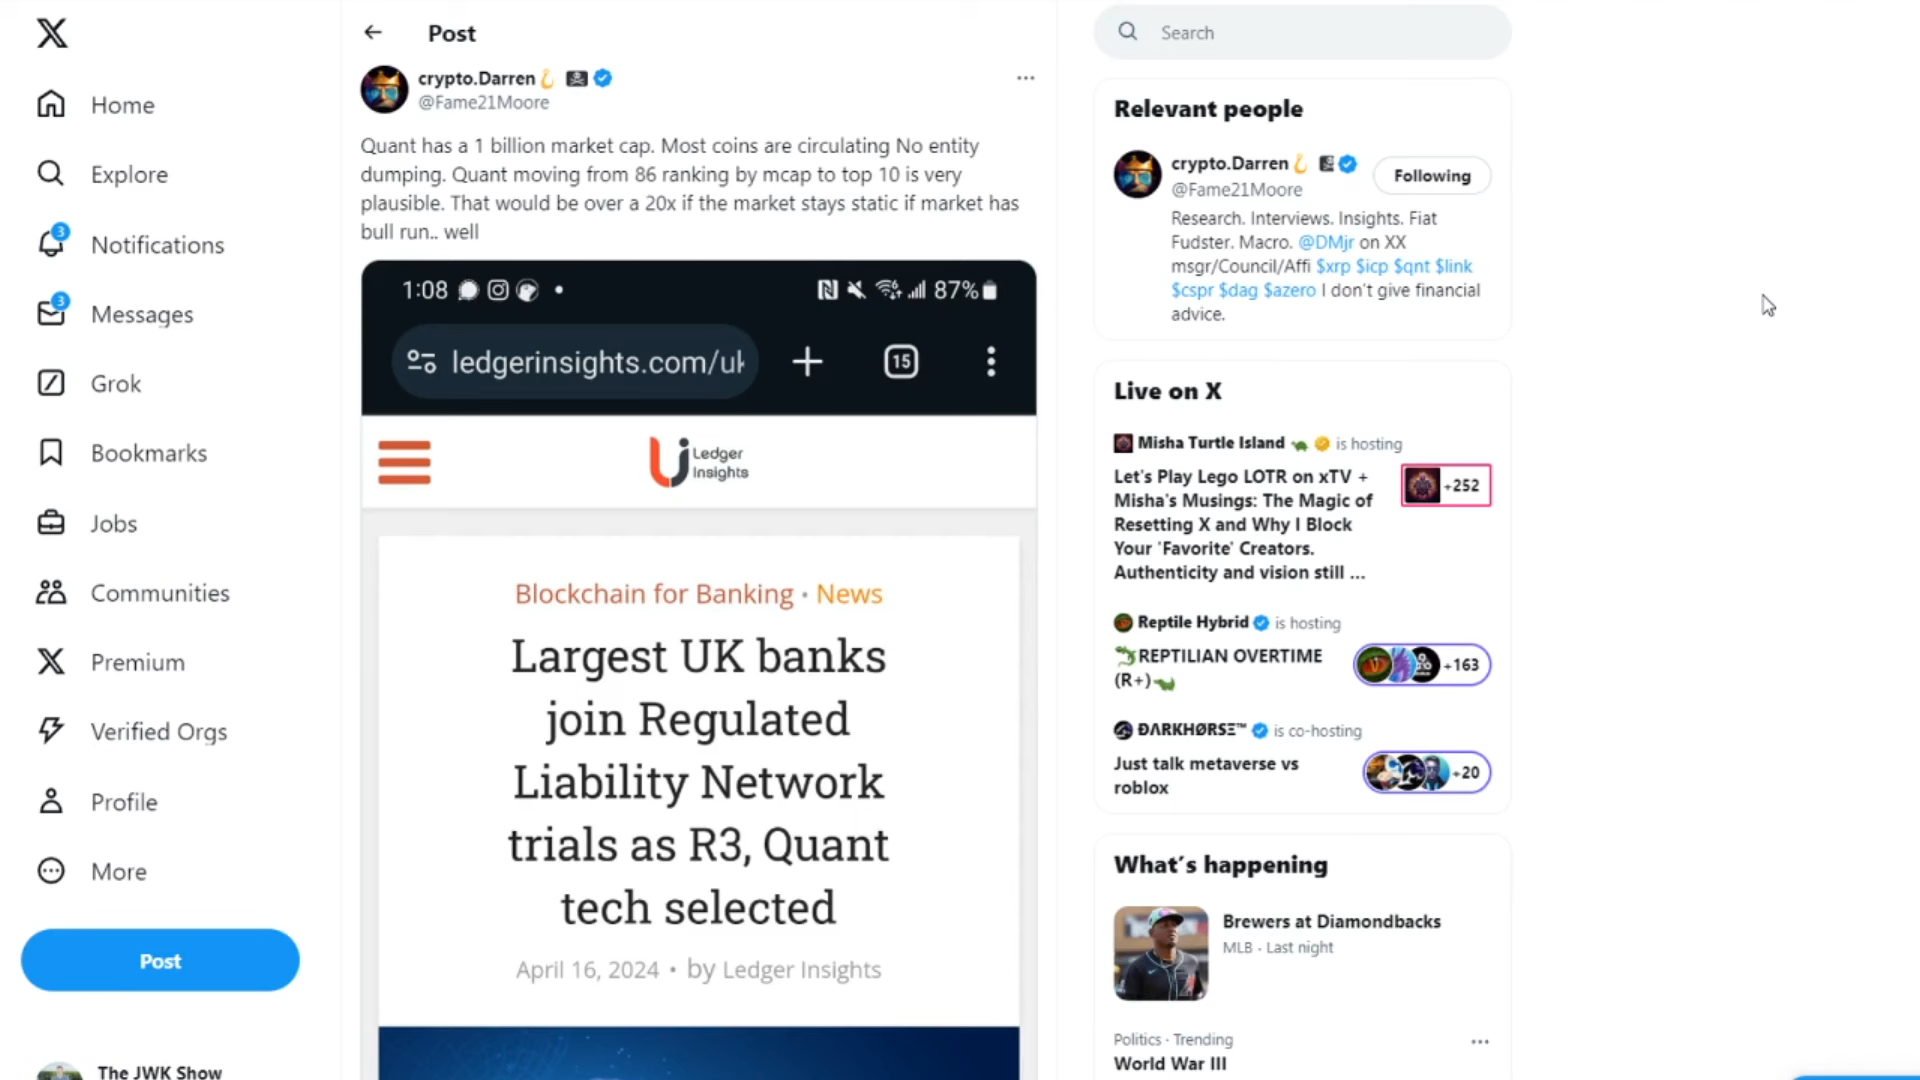 Home
Explore
3
Notifications
3
Messages
Grok
Bookmarks
Jobs
Communities
Premium
Verified Orgs
Profile
More
Post
The JWK Show
Post
crypto.Darren
@Fame21Moore
Quant has a 1 billion market cap. Most coins are circulating No entity
dumping. Quant moving from 86 ranking by mcap to top 10 is very
plausible. That would be over a 20x if the market stays static if market has
bull run.. well
1:08
87%
ledgerinsights.com/uk
15
Ledger
Insights
Blockchain for Banking • News
Largest UK banks
join Regulated
Liability Network
trials as R3, Quant
tech selected
April 16, 2024 • by Ledger Insights
Search
Relevant people
crypto.Darren
@Fame21Moore
Following
Research. Interviews. Insights. Fiat
Fudster. Macro. @DMjr on XX
msgr/Council/Affi $xrp $icp $qnt $link
$cspr $dag $azero I don't give financial
advice.
Live on X
Misha Turtle Island is hosting
Let's Play Lego LOTR on xTV +
Misha's Musings: The Magic of
Resetting X and Why I Block
Your 'Favorite' Creators.
Authenticity and vision still ...
+252
Reptile Hybrid is hosting
REPTILIAN OVERTIME
(R+)
+163
ĐΛRKHØRSΞ™ is co-hosting
Just talk metaverse vs
roblox
+20
What's happening
Brewers at Diamondbacks
MLB · Last night
Politics · Trending
World War III